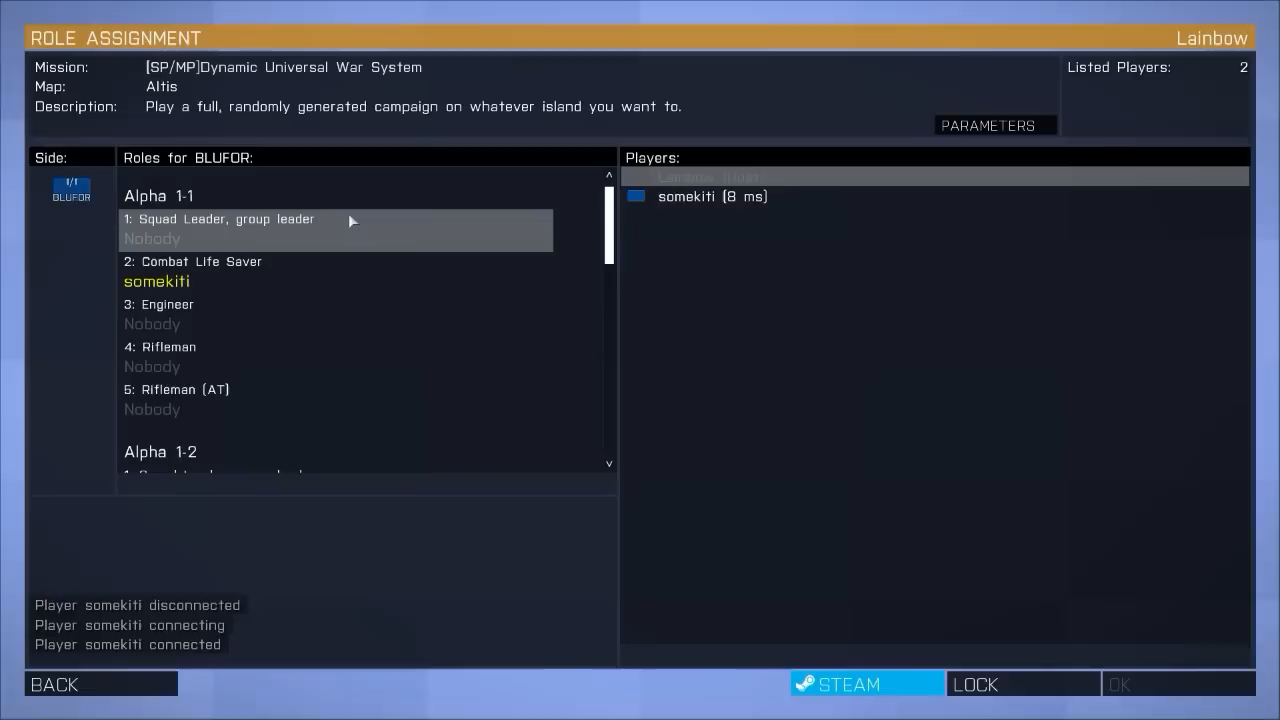 ROLE ASSIGNMENT
Lainbow
Mission: [SP/MP]Dynamic Universal War System
Listed Players: 2
Map: Altis
Description: Play a full, randomly generated campaign on whatever island you want to.
PARAMETERS
Side:
Roles for BLUFOR:
Players:
1/1
BLUFOR
Lainbow (Host)
somekiti (8 ms)
Alpha 1-1
1: Squad Leader, group leader
Nobody
2: Combat Life Saver
somekiti
3: Engineer
Nobody
4: Rifleman
Nobody
5: Rifleman (AT)
Nobody
Alpha 1-2
Player somekiti disconnected
Player somekiti connecting
Player somekiti connected
BACK
STEAM
LOCK
OK